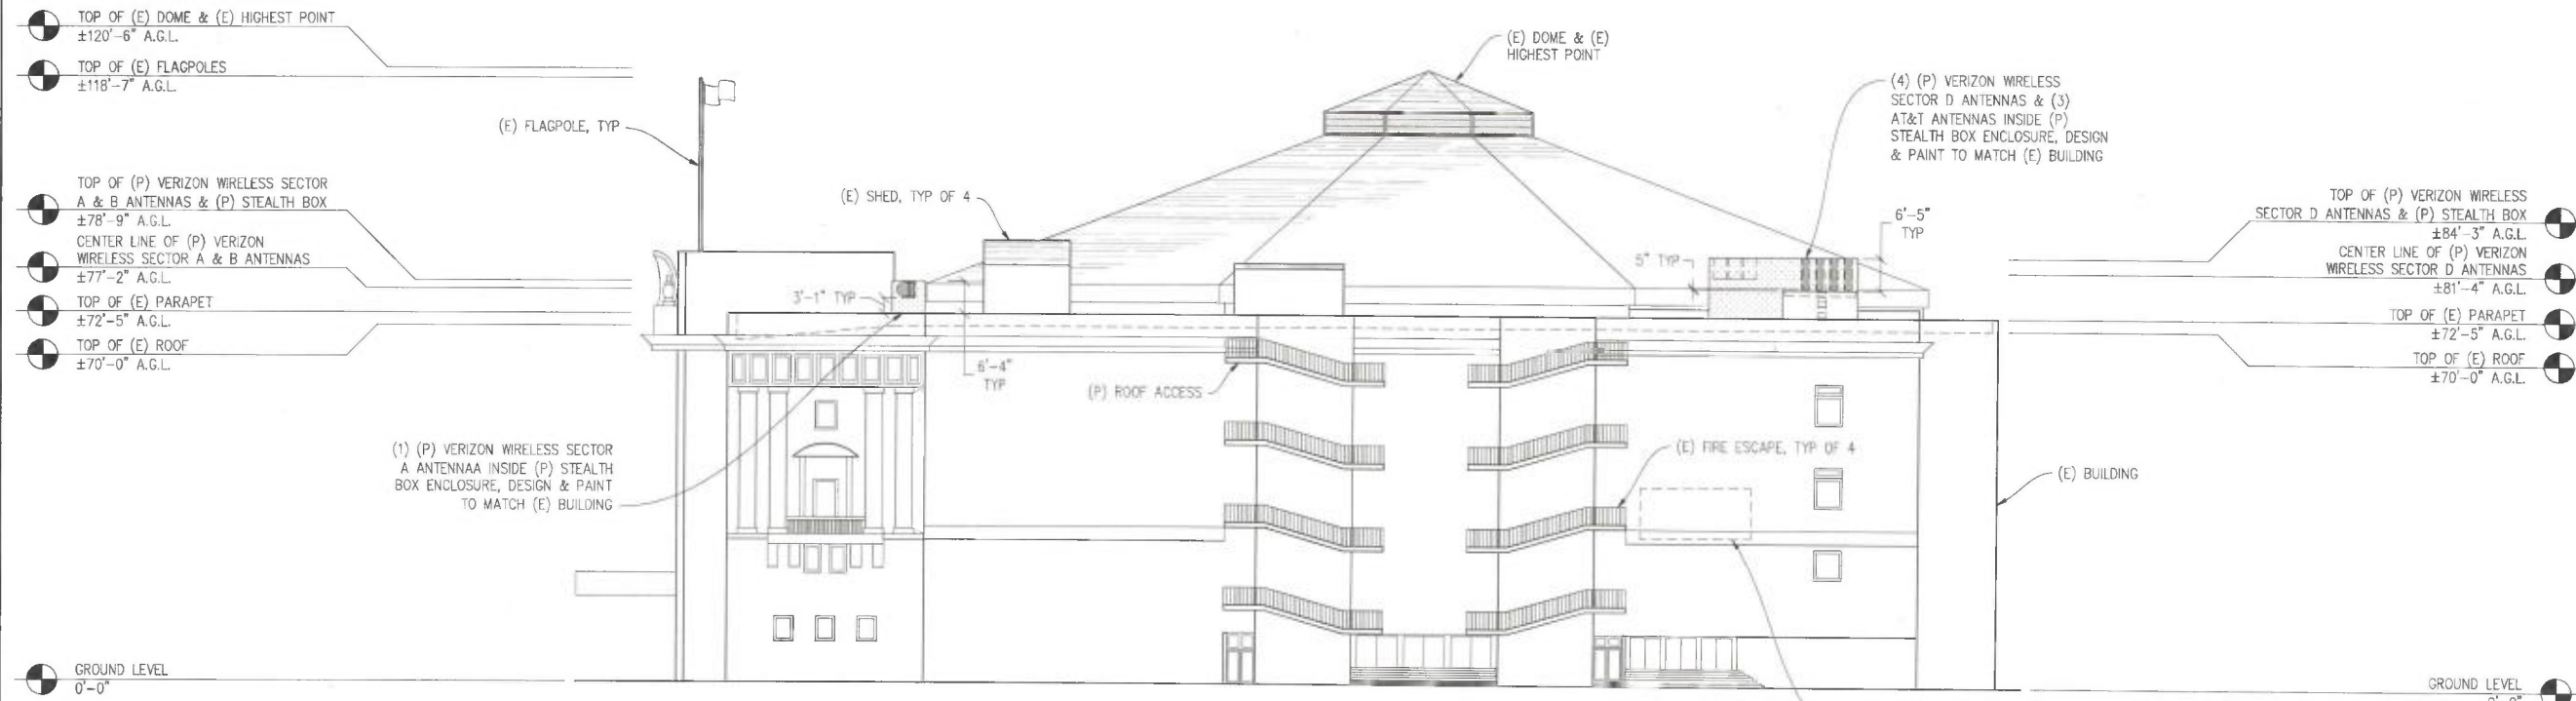 TOP OF (E) DOME & (E) HIGHEST POINT
±120'-6" A.G.L.
TOP OF (E) FLAGPOLES
±118'-7" A.G.L.
TOP OF (P) VERIZON WIRELESS SECTOR
A & B ANTENNAS & (P) STEALTH BOX
±78'-9" A.G.L.
CENTER LINE OF (P) VERIZON
WIRELESS SECTOR A & B ANTENNAS
±77'-2" A.G.L.
TOP OF (E) PARAPET
±72'-5" A.G.L.
TOP OF (E) ROOF
±70'-0" A.G.L.
GROUND LEVEL
0'-0"
(E) FLAGPOLE, TYP
(E) SHED, TYP OF 4
3'-1" TYP
6'-4"
TYP
(1) (P) VERIZON WIRELESS SECTOR
A ANTENNAA INSIDE (P) STEALTH
BOX ENCLOSURE, DESIGN & PAINT
TO MATCH (E) BUILDING
(P) ROOF ACCESS
(E) DOME & (E)
HIGHEST POINT
(4) (P) VERIZON WIRELESS
SECTOR D ANTENNAS & (3)
AT&T ANTENNAS INSIDE (P)
STEALTH BOX ENCLOSURE, DESIGN
& PAINT TO MATCH (E) BUILDING
5" TYP
6'-5"
TYP
(E) FIRE ESCAPE, TYP OF 4
(E) BUILDING
TOP OF (P) VERIZON WIRELESS
SECTOR D ANTENNAS & (P) STEALTH BOX
±84'-3" A.G.L.
CENTER LINE OF (P) VERIZON
WIRELESS SECTOR D ANTENNAS
±81'-4" A.G.L.
TOP OF (E) PARAPET
±72'-5" A.G.L.
TOP OF (E) ROOF
±70'-0" A.G.L.
GROUND LEVEL